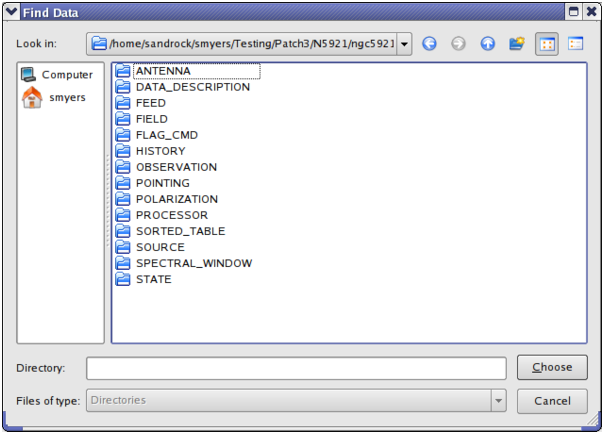 Find Data
Look in: /home/sandrock/smyers/Testing/Patch3/N5921/ngc5921
Computer
smyers
ANTENNA
DATA_DESCRIPTION
FEED
FIELD
FLAG_CMD
HISTORY
OBSERVATION
POINTING
POLARIZATION
PROCESSOR
SORTED_TABLE
SOURCE
SPECTRAL_WINDOW
STATE
Directory: Choose
Files of type: Directories Cancel